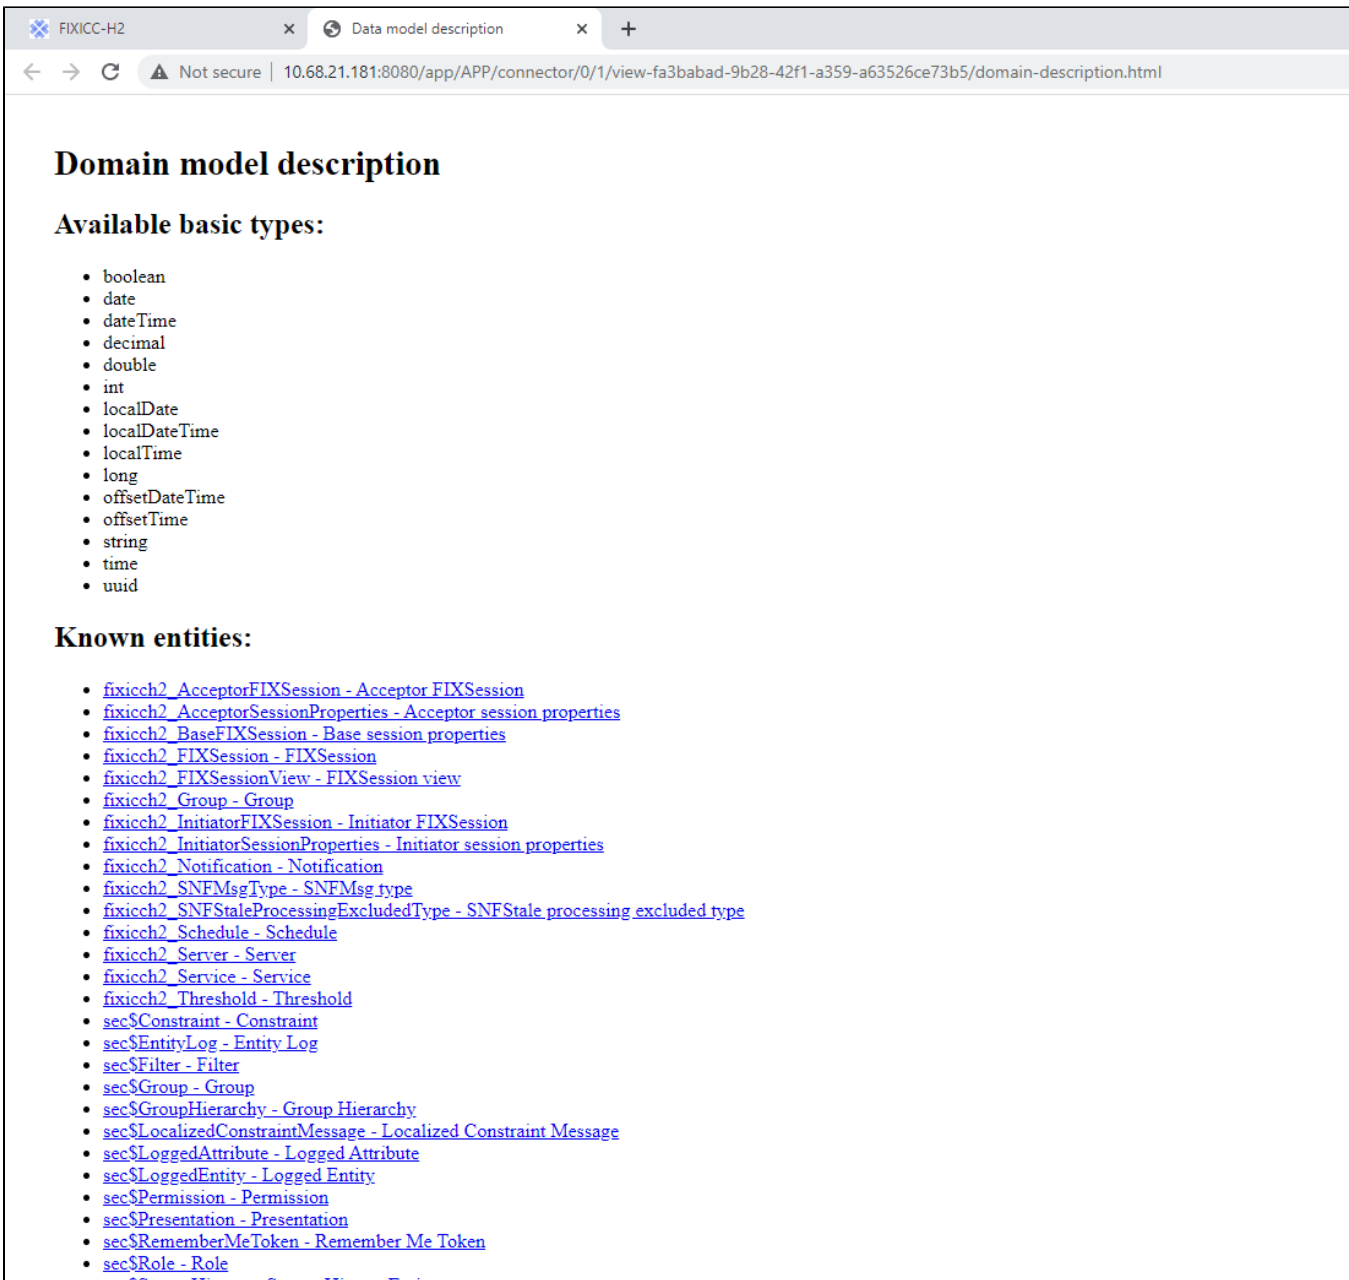 FIXICC-H2
Data model description
Not secure | 10.68.21.181:8080/app/APP/connector/0/1/view-fa3babad-9b28-42f1-a359-a63526ce73b5/domain-description.html
Domain model description
Available basic types:
boolean
date
dateTime
decimal
double
int
localDate
localDateTime
localTime
long
offsetDateTime
offsetTime
string
time
uuid
Known entities:
fixicch2_AcceptorFIXSession - Acceptor FIXSession
fixicch2_AcceptorSessionProperties - Acceptor session properties
fixicch2_BaseFIXSession - Base session properties
fixicch2_FIXSession - FIXSession
fixicch2_FIXSessionView - FIXSession view
fixicch2_Group - Group
fixicch2_InitiatorFIXSession - Initiator FIXSession
fixicch2_InitiatorSessionProperties - Initiator session properties
fixicch2_Notification - Notification
fixicch2_SNFMsgType - SNFMsg type
fixicch2_SNFStaleProcessingExcludedType - SNFStale processing excluded type
fixicch2_Schedule - Schedule
fixicch2_Server - Server
fixicch2_Service - Service
fixicch2_Threshold - Threshold
sec$Constraint - Constraint
sec$EntityLog - Entity Log
sec$Filter - Filter
sec$Group - Group
sec$GroupHierarchy - Group Hierarchy
sec$LocalizedConstraintMessage - Localized Constraint Message
sec$LoggedAttribute - Logged Attribute
sec$LoggedEntity - Logged Entity
sec$Permission - Permission
sec$Presentation - Presentation
sec$RememberMeToken - Remember Me Token
sec$Role - Role